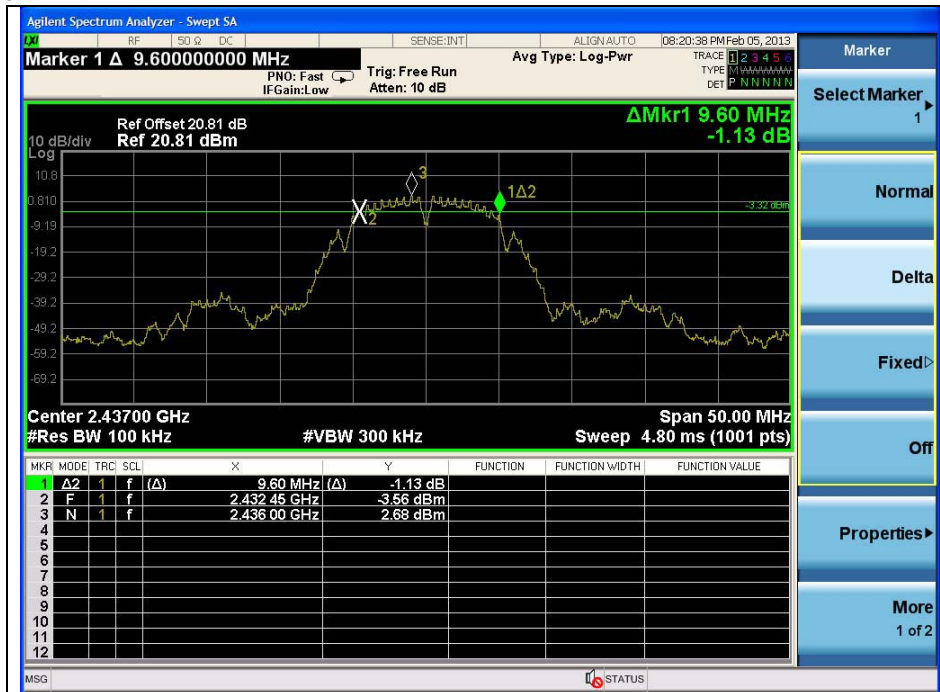 Agilent Spectrum Analyzer - Swept SA
LXI RF 50 Ω DC SENSE:INT ALIGN AUTO 08:20:38 PM Feb 05, 2013
Marker 1 Δ 9.600000000 MHz
PNO: Fast
IFGain:Low
Trig: Free Run
Atten: 10 dB
Avg Type: Log-Pwr
TRACE 1 2 3 4 5 6
TYPE M
DET P N N N N N
ΔMkr1 9.60 MHz
-1.13 dB
Ref Offset 20.81 dB
Ref 20.81 dBm
10 dB/div
Log
10.8
0.810
-9.19
-19.2
-29.2
-39.2
-49.2
-59.2
-69.2
3
1Δ2
2
-3.32 dBm
Center 2.43700 GHz
Span 50.00 MHz
#Res BW 100 kHz
#VBW 300 kHz
Sweep 4.80 ms (1001 pts)
MKR MODE TRC SCL X Y FUNCTION FUNCTION WIDTH FUNCTION VALUE
1 Δ2 1 f (Δ) 9.60 MHz (Δ) -1.13 dB
2 F 1 f 2.432 45 GHz -3.56 dBm
3 N 1 f 2.436 00 GHz 2.68 dBm
4
5
6
7
8
9
10
11
12
MSG
STATUS
Marker
Select Marker
1
Normal
Delta
Fixed
Off
Properties
More
1 of 2